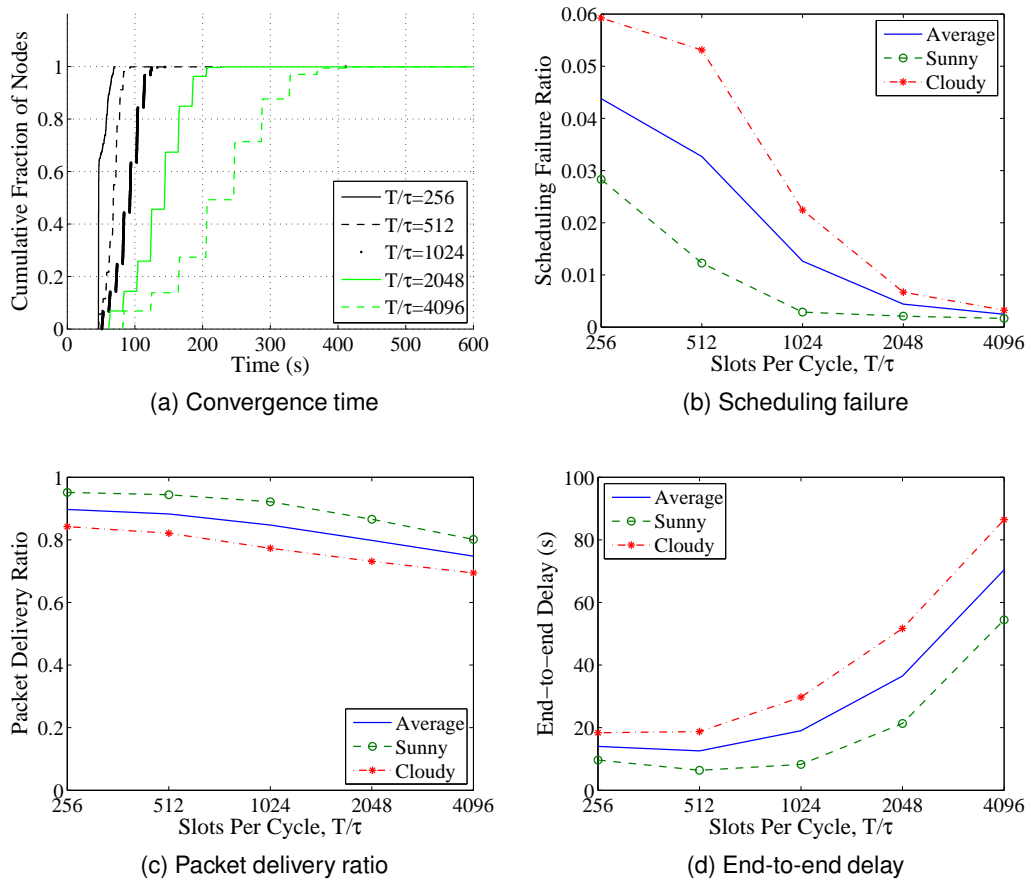 1
0.8
0.6
0.4
0.2
0
0 100 200 300 400 500 600
Cumulative Fraction of Nodes
Time (s)
T/τ=256
T/τ=512
T/τ=1024
T/τ=2048
T/τ=4096
(a) Convergence time
0.06
0.05
0.04
0.03
0.02
0.01
0
256 512 1024 2048 4096
Scheduling Failure Ratio
Slots Per Cycle, T/τ
Average
Sunny
Cloudy
(b) Scheduling failure
1
0.8
0.6
0.4
0.2
0
256 512 1024 2048 4096
Packet Delivery Ratio
Slots Per Cycle, T/τ
Average
Sunny
Cloudy
(c) Packet delivery ratio
100
80
60
40
20
0
256 512 1024 2048 4096
End−to−end Delay (s)
Slots Per Cycle, T/τ
Average
Sunny
Cloudy
(d) End-to-end delay